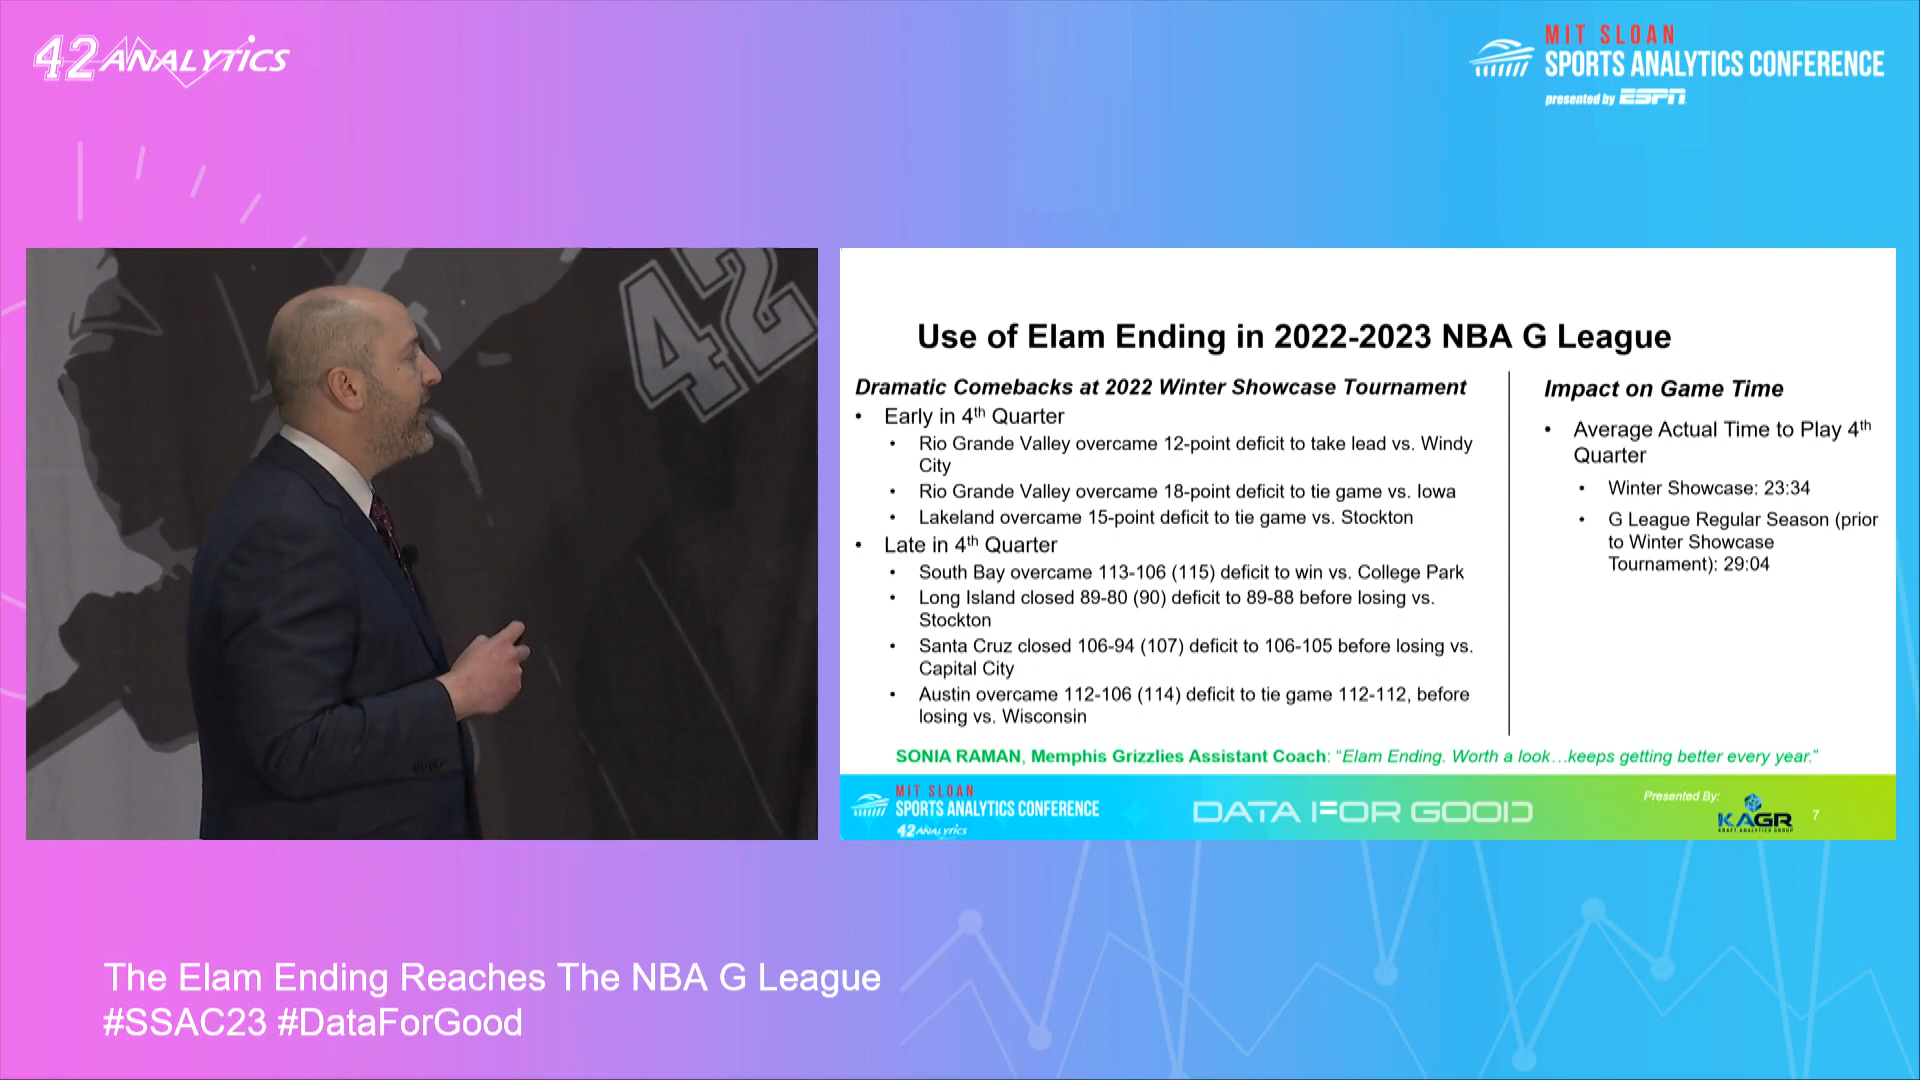 42 ANALYTICS
MIT SLOAN
SPORTS ANALYTICS CONFERENCE
presented by ESPN
42
Use of Elam Ending in 2022-2023 NBA G League
Dramatic Comebacks at 2022 Winter Showcase Tournament
• Early in 4th Quarter
• Rio Grande Valley overcame 12-point deficit to take lead vs. Windy
City
• Rio Grande Valley overcame 18-point deficit to tie game vs. Iowa
• Lakeland overcame 15-point deficit to tie game vs. Stockton
• Late in 4th Quarter
• South Bay overcame 113-106 (115) deficit to win vs. College Park
• Long Island closed 89-80 (90) deficit to 89-88 before losing vs.
Stockton
• Santa Cruz closed 106-94 (107) deficit to 106-105 before losing vs.
Capital City
• Austin overcame 112-106 (114) deficit to tie game 112-112, before
losing vs. Wisconsin
Impact on Game Time
• Average Actual Time to Play 4th
Quarter
• Winter Showcase: 23:34
• G League Regular Season (prior
to Winter Showcase
Tournament): 29:04
SONIA RAMAN, Memphis Grizzlies Assistant Coach: “Elam Ending. Worth a look…keeps getting better every year.”
MIT SLOAN
SPORTS ANALYTICS CONFERENCE
42 ANALYTICS
DATA FOR GOOD
Presented By:
KAGR
KRAFT ANALYTICS GROUP
7
The Elam Ending Reaches The NBA G League
#SSAC23 #DataForGood